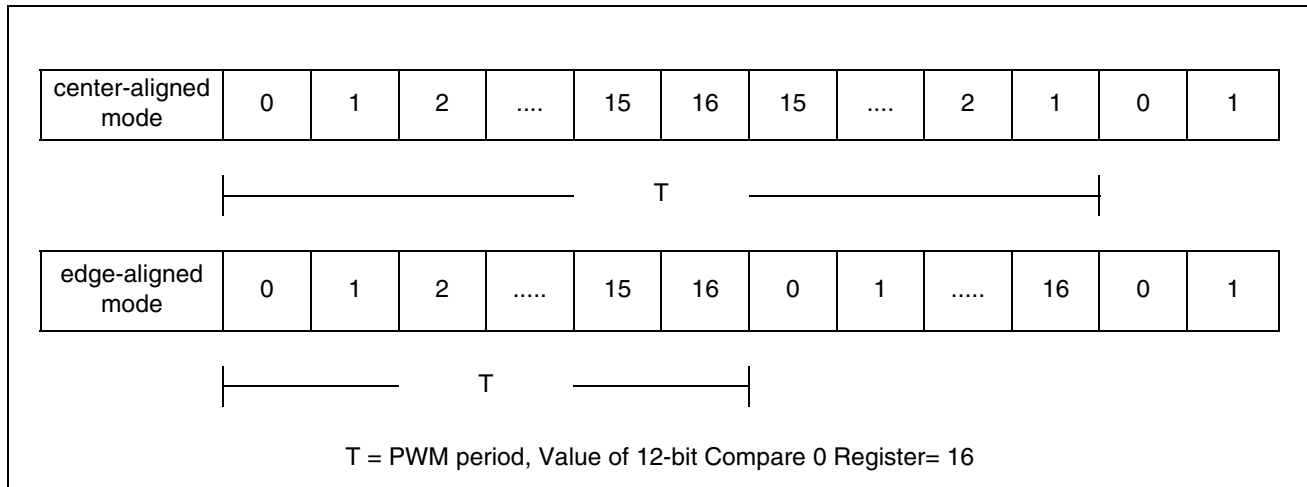 center-aligned mode 0 1 2 .... 15 16 15 .... 2 1 0 1
T
edge-aligned mode 0 1 2 ..... 15 16 0 1 ..... 16 0 1
T
T = PWM period, Value of 12-bit Compare 0 Register= 16